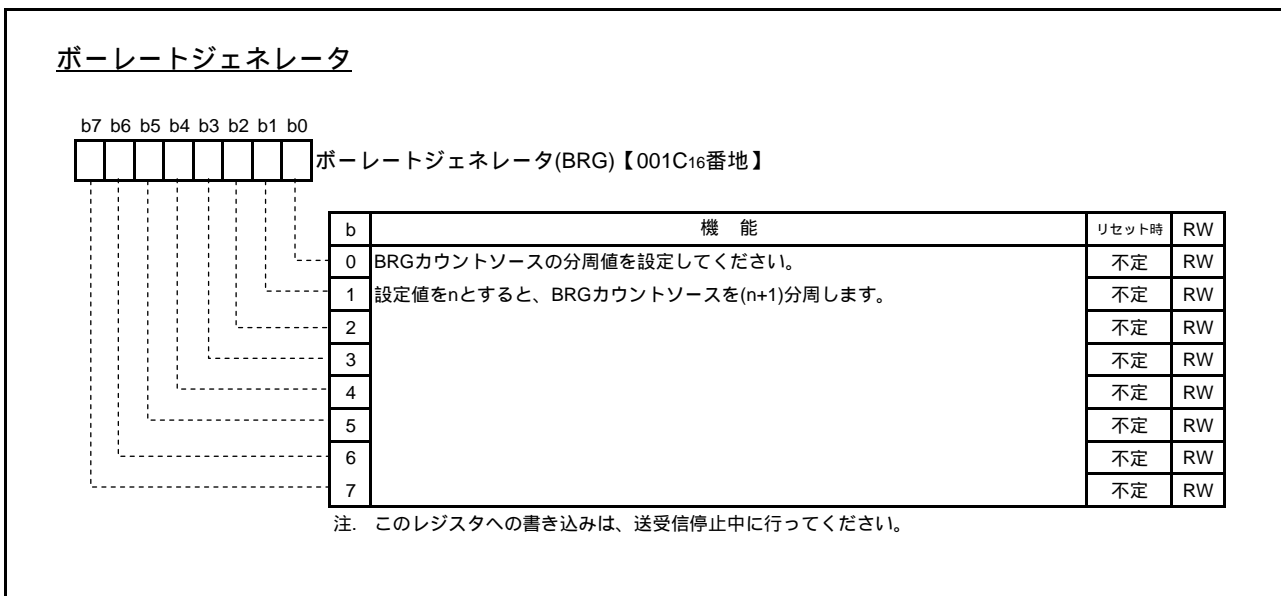 ボーレートジェネレータ
b7 b6 b5 b4 b3 b2 b1 b0
ボーレートジェネレータ(BRG)【001C16番地】
b 機 能 リセット時 RW
0 BRGカウントソースの分周値を設定してください。 不定 RW
1 設定値をnとすると、BRGカウントソースを(n+1)分周します。 不定 RW
2 不定 RW
3 不定 RW
4 不定 RW
5 不定 RW
6 不定 RW
7 不定 RW
注. このレジスタへの書き込みは、送受信停止中に行ってください。